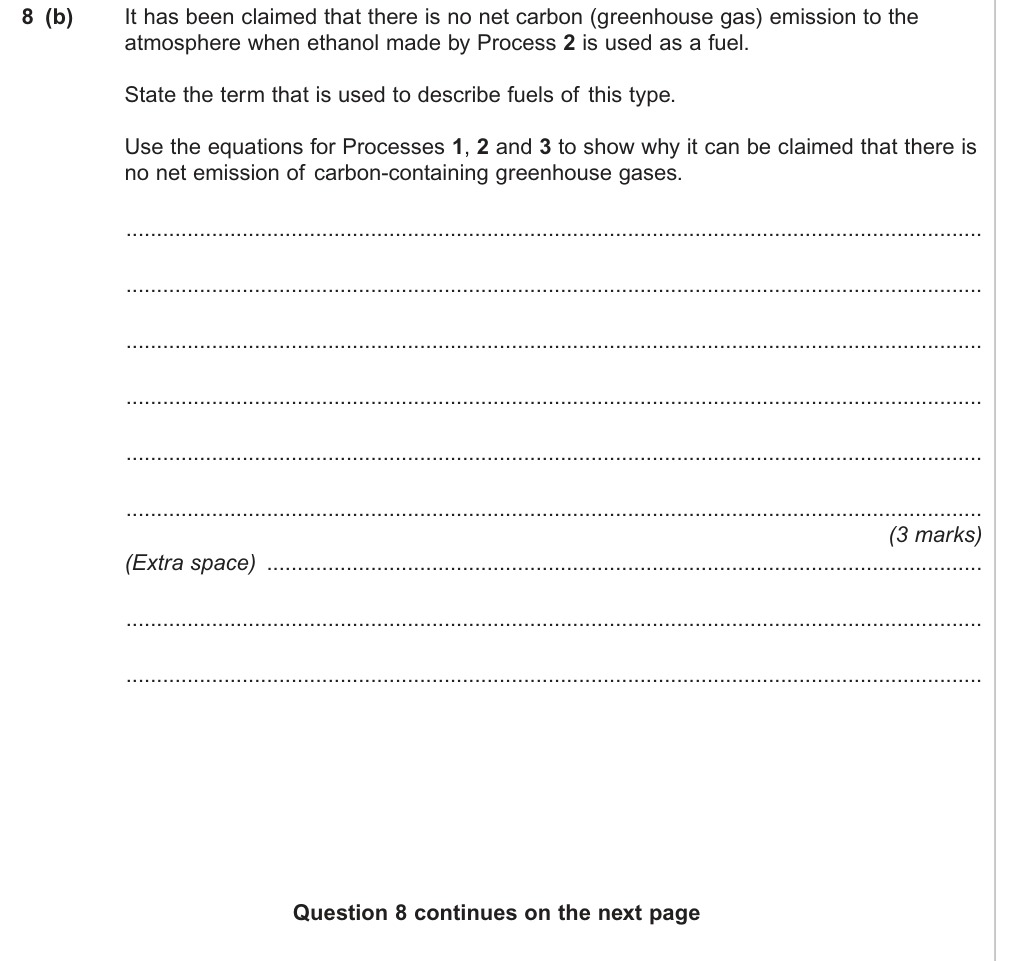 8 (b) It has been claimed that there is no net carbon (greenhouse gas) emission to the
atmosphere when ethanol made by Process 2 is used as a fuel.
State the term that is used to describe fuels of this type.
Use the equations for Processes 1, 2 and 3 to show why it can be claimed that there is
no net emission of carbon-containing greenhouse gases.
(3 marks)
(Extra space)
Question 8 continues on the next page